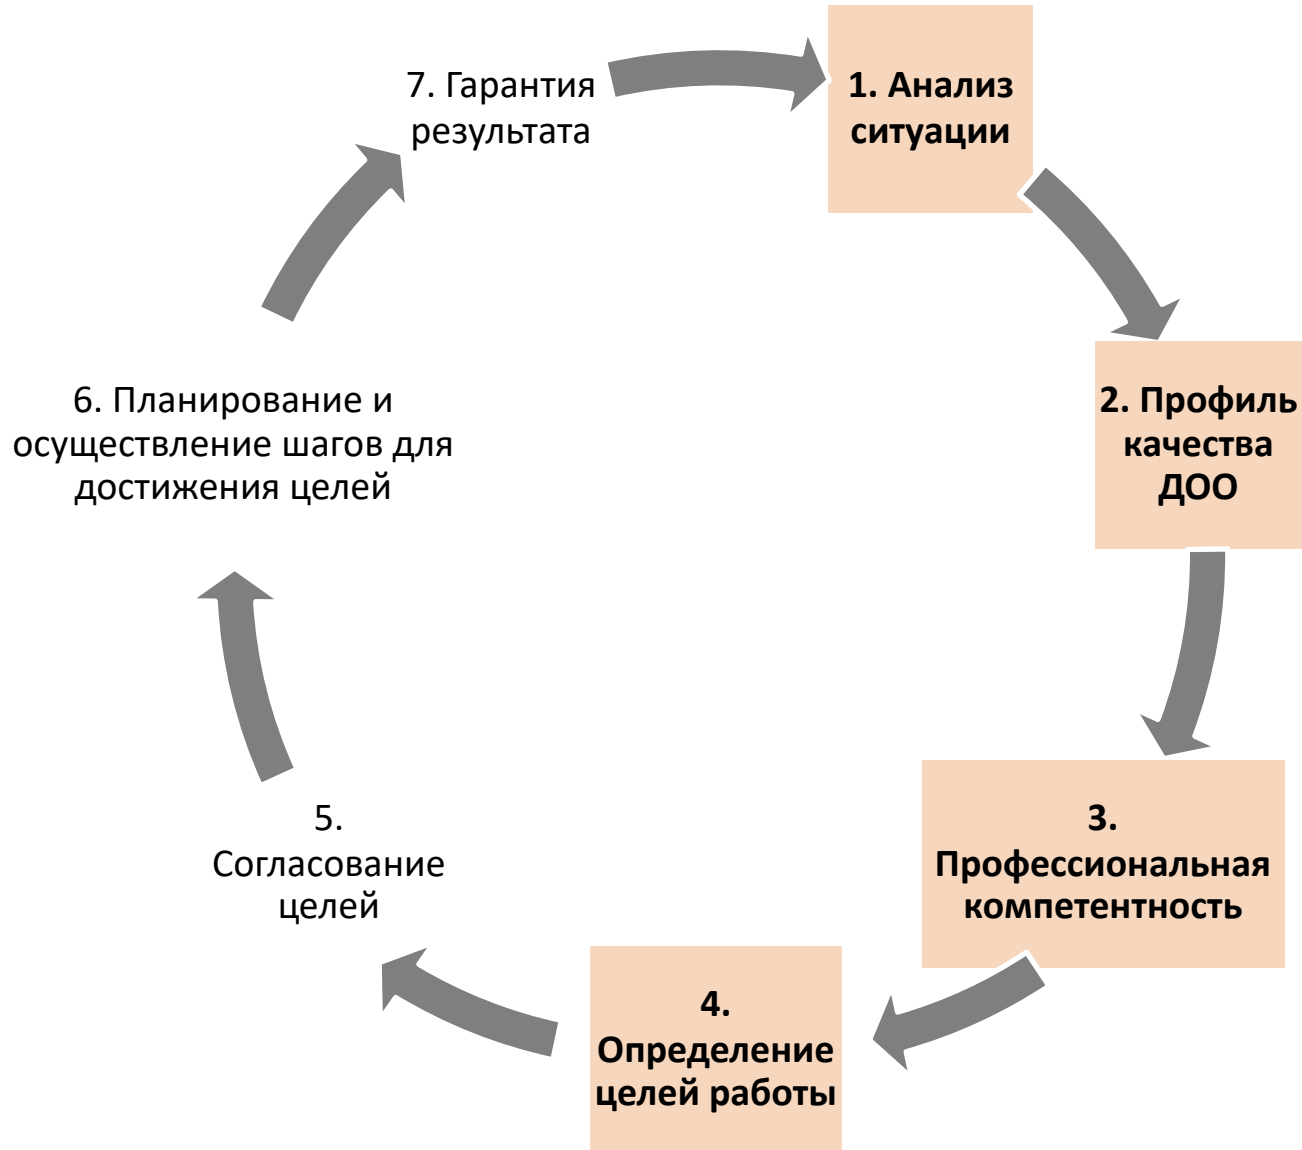 1. Анализ
ситуации
2. Профиль
качества
ДОО
3.
Профессиональная
компетентность
4.
Определение
целей работы
5.
Согласование
целей
6. Планирование и
осуществление шагов для
достижения целей
7. Гарантия
результата